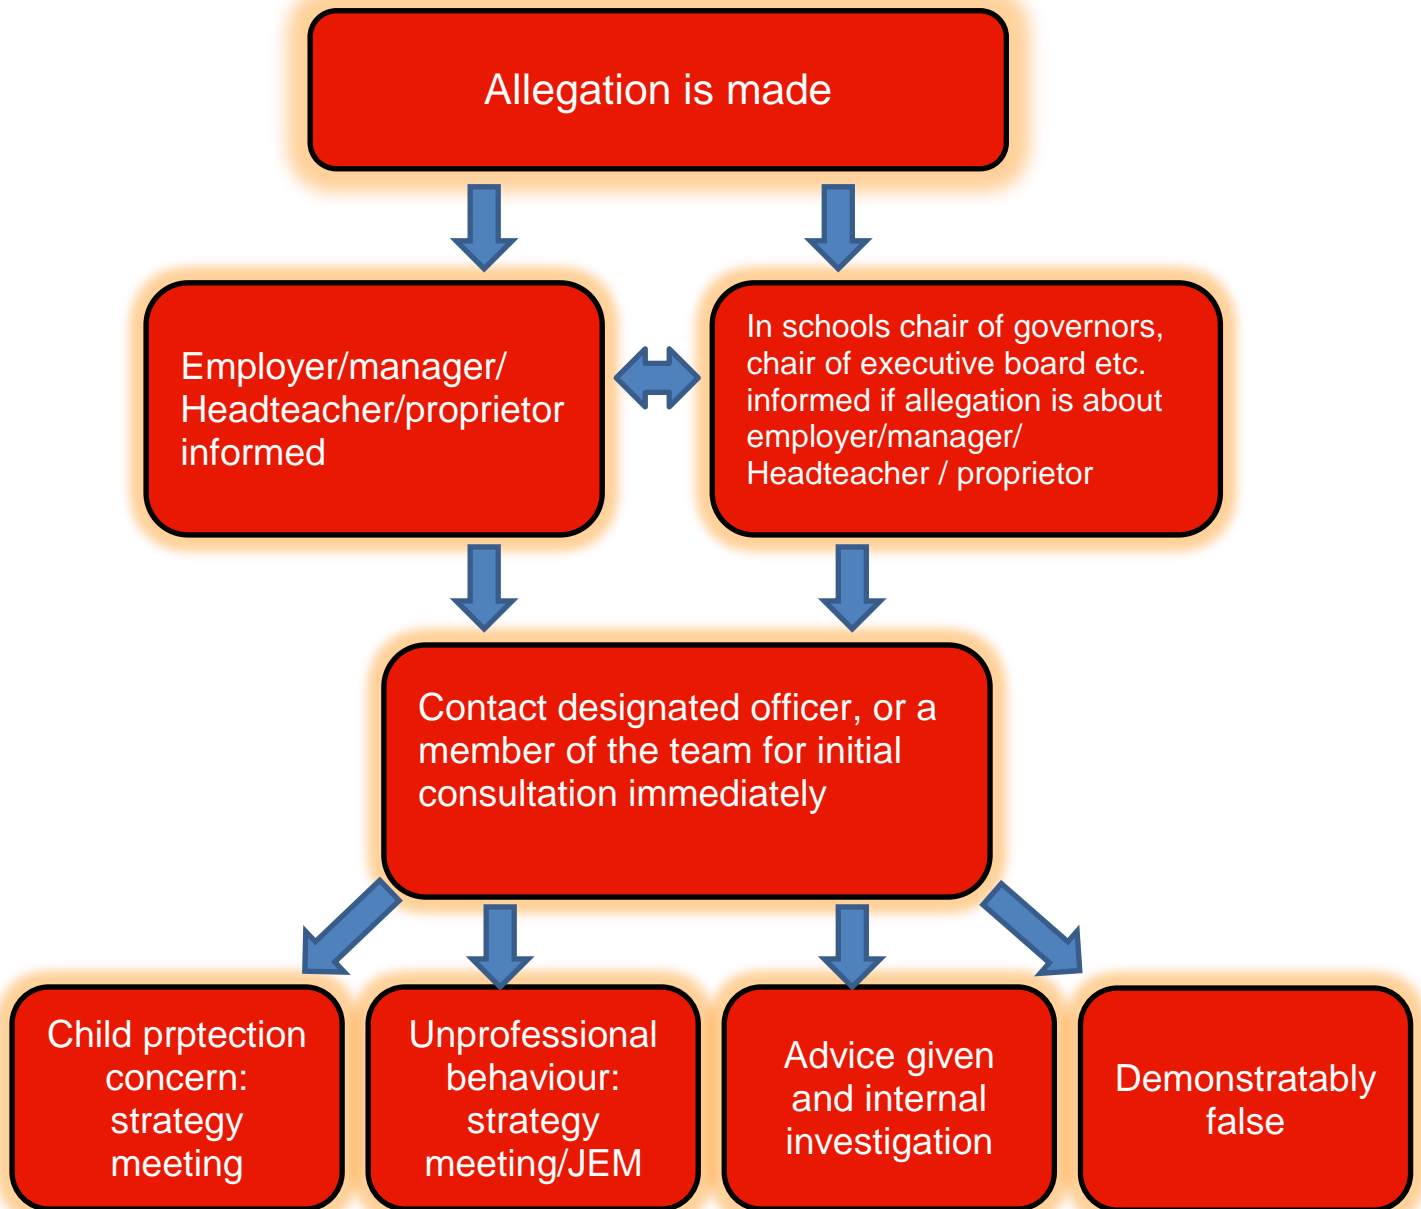 Allegation is made
Employer/manager/
Headteacher/proprietor
informed
In schools chair of governors,
chair of executive board etc.
informed if allegation is about
employer/manager/
Headteacher / proprietor
Contact designated officer, or a
member of the team for initial
consultation immediately
Child prptection
concern:
strategy
meeting
Unprofessional
behaviour:
strategy
meeting/JEM
Advice given
and internal
investigation
Demonstratably
false